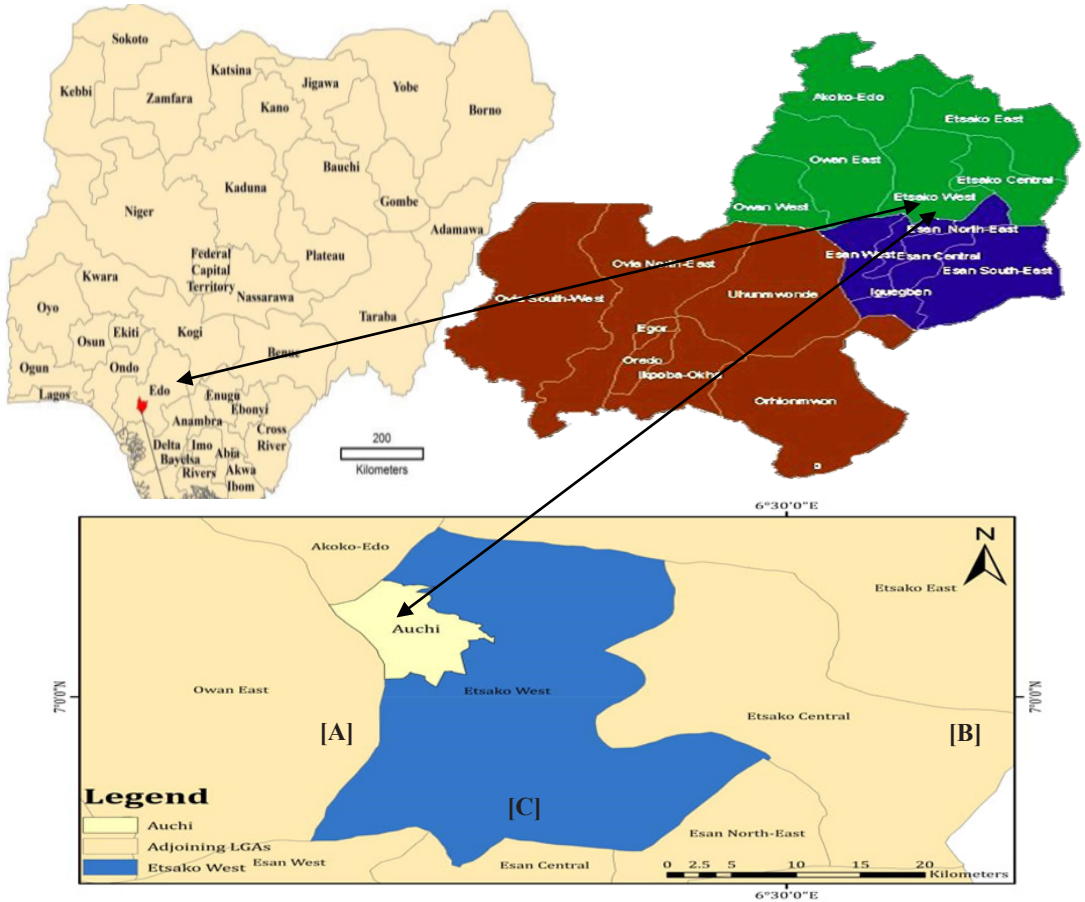 Sokoto
Katsina
Jigawa
Yobe
Kebbi
Zamfara
Kano
Borno
Bauchi
Kaduna
Gombe
Niger
Adamawa
Plateau
Federal
Capital
Territory
Kwara
Nassarawa
Oyo
Taraba
Ekiti
Kogi
Osun
Benue
Ogun
Ondo
Edo
Lagos
Enugu
Ebonyi
Anambra
Cross
River
Delta
Imo
Abia
Bayelsa
Rivers
Akwa
Ibom
200
Kilometers
Akoko-Edo
Etsako East
Owan East
Etsako Central
Etsako West
Owan West
Esan North-East
Esan West
Esan Central
Esan South-East
Iguegben
Ovia North-East
Ovia South-West
Uhunmwonde
Egor
Oredo
Ikpoba-Okha
Orhionmwon
6°30'0"E
N
Akoko-Edo
Etsako East
Auchi
Owan East
Etsako West
7°0'0"N
7°0'0"N
Etsako Central
[A]
[B]
[C]
Legend
Auchi
Adjoining LGAs
Etsako West
Esan West
Esan Central
Esan North-East
0 2.5 5 10 15 20
Kilometers
6°30'0"E